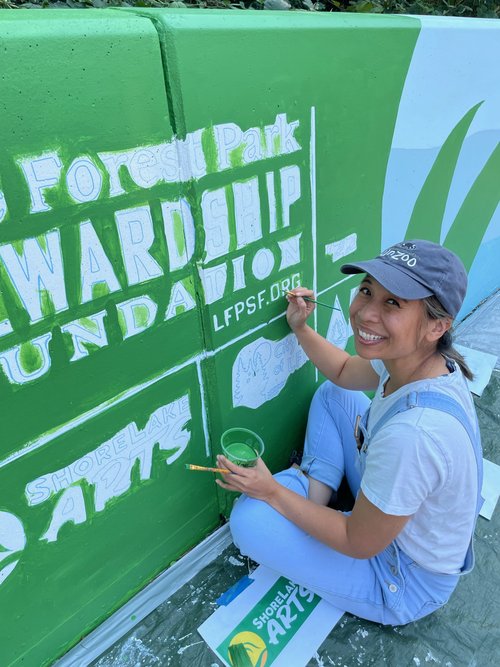 Forest Park
WARDSHIP
UNDATION
LFPSF.ORG
SHORELAKE
ARTS
ZOO
SHORELAKE
ARTS